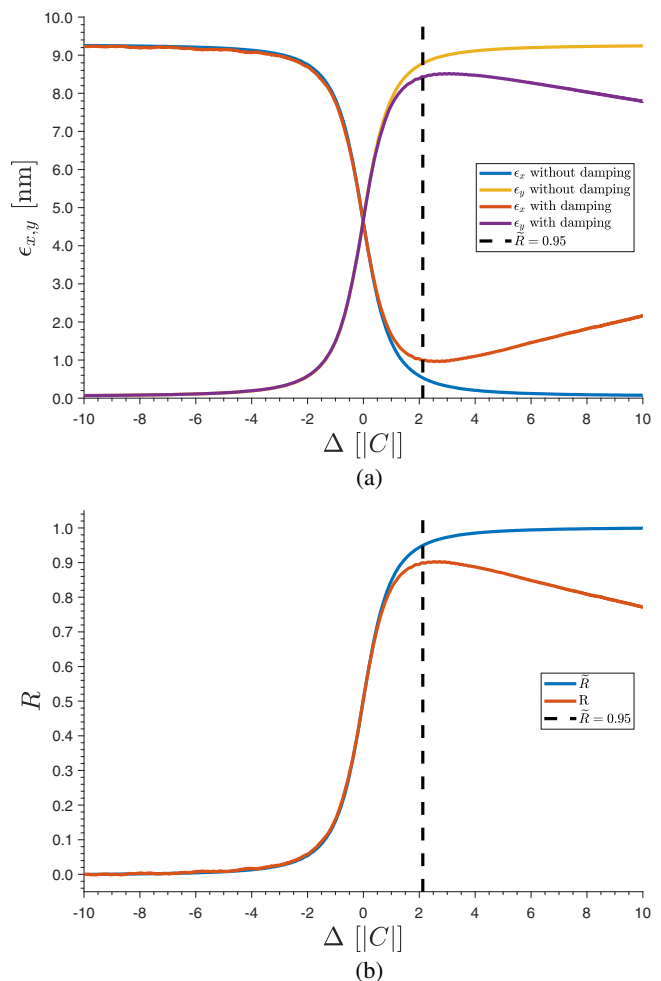 10.0
9.0
8.0
7.0
6.0
5.0
4.0
3.0
2.0
1.0
0.0
ϵx,y [nm]
ϵx without damping
ϵy without damping
ϵx with damping
ϵy with damping
R̃ = 0.95
-10 -8 -6 -4 -2 0 2 4 6 8 10
Δ [|C|]
(a)
1.0
0.9
0.8
0.7
0.6
0.5
0.4
0.3
0.2
0.1
0.0
R
R̃
R
R̃ = 0.95
-10 -8 -6 -4 -2 0 2 4 6 8 10
Δ [|C|]
(b)